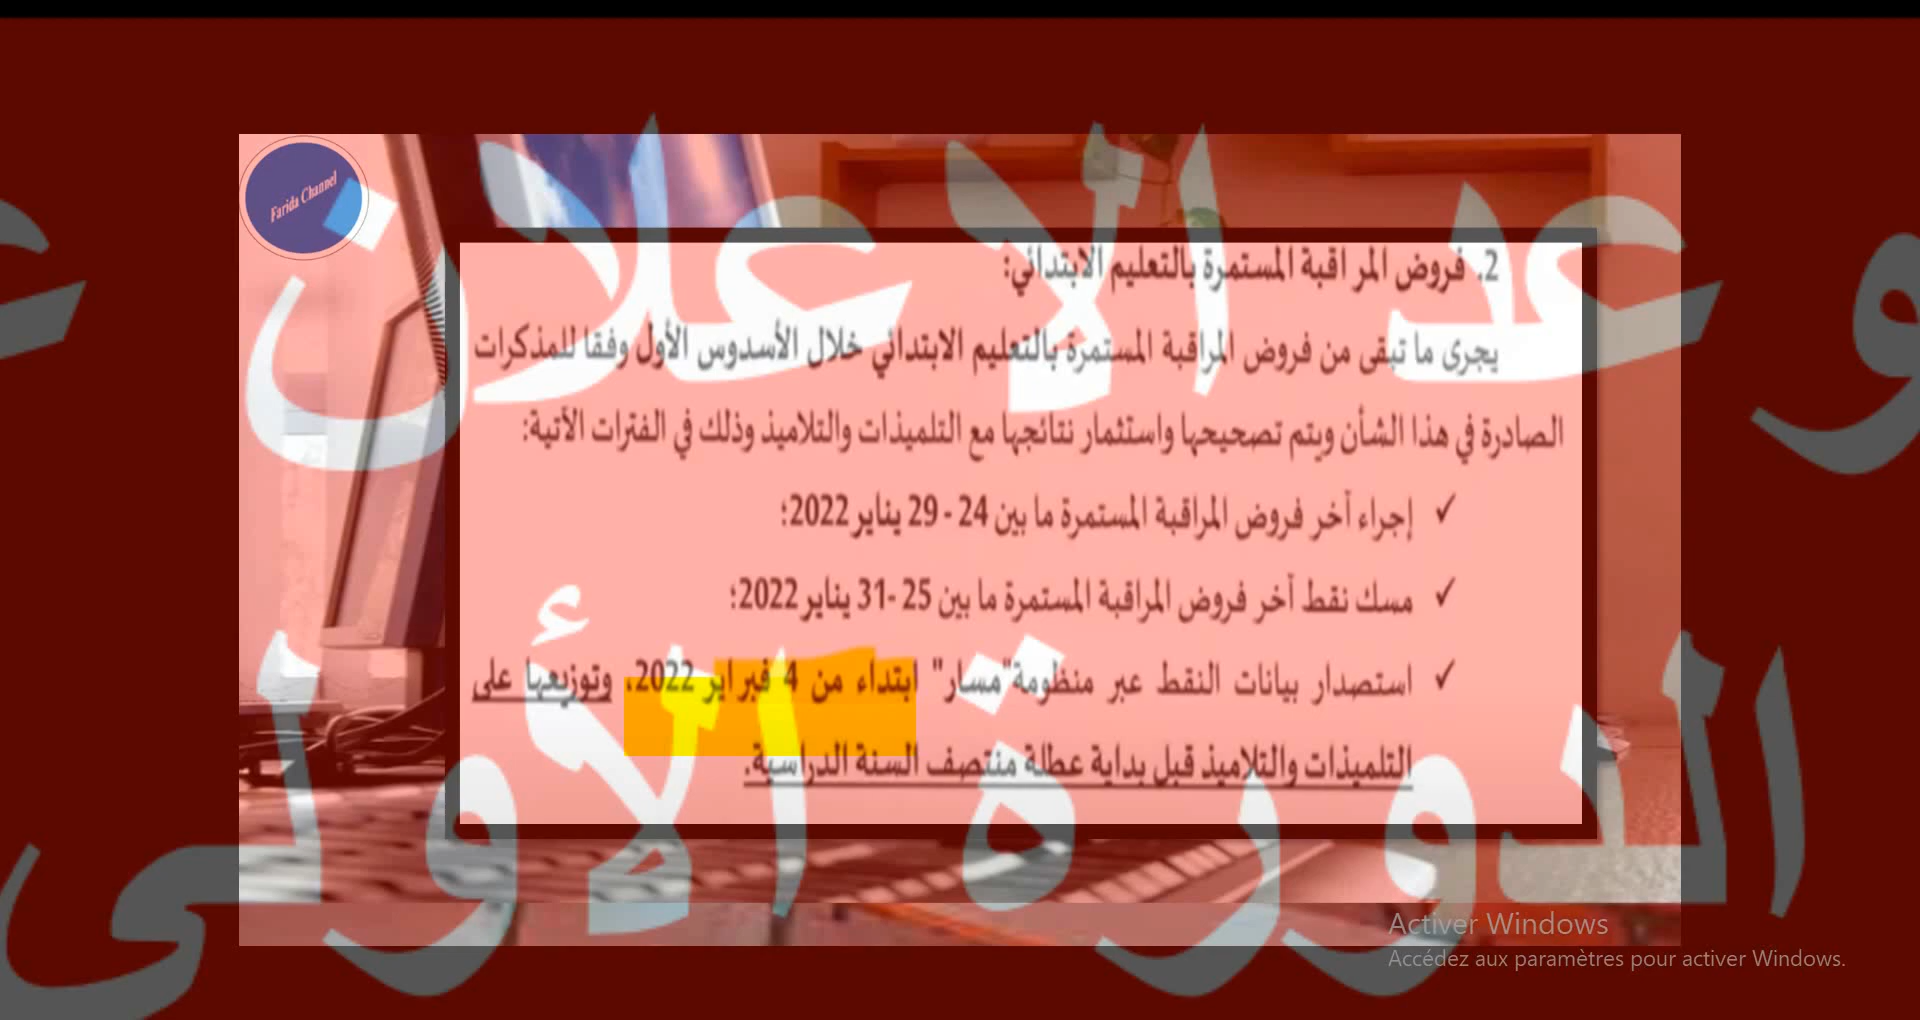 Farida Channel
وعد الإعلان ع
2. فروض المراقبة المستمرة بالتعليم الابتدائي:
يجرى ما تبقى من فروض المراقبة المستمرة بالتعليم الابتدائي خلال الأسدوس الأول وفقا للمذكرات
الصادرة في هذا الشأن ويتم تصحيحها واستثمار نتائجها مع التلميذات والتلاميذ وذلك في الفترات الآتية:
✓ إجراء آخر فروض المراقبة المستمرة ما بين 24 - 29 يناير 2022؛
✓ مسك نقط آخر فروض المراقبة المستمرة ما بين 25 -31 يناير 2022؛
✓ استصدار بيانات النقط عبر منظومة "مسار" ابتداء من 4 فبراير 2022، وتوزيعها على
التلميذات والتلاميذ قبل بداية عطلة منتصف السنة الدراسية.
الدورة الأولى
Activer Windows
Accédez aux paramètres pour activer Windows.